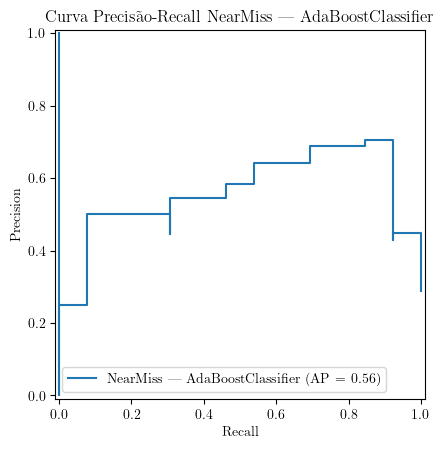 Curva Precisão-Recall NearMiss — AdaBoostClassifier
1.0
0.8
0.6
0.4
0.2
0.0
Precision
NearMiss — AdaBoostClassifier (AP = 0.56)
0.0 0.2 0.4 0.6 0.8 1.0
Recall